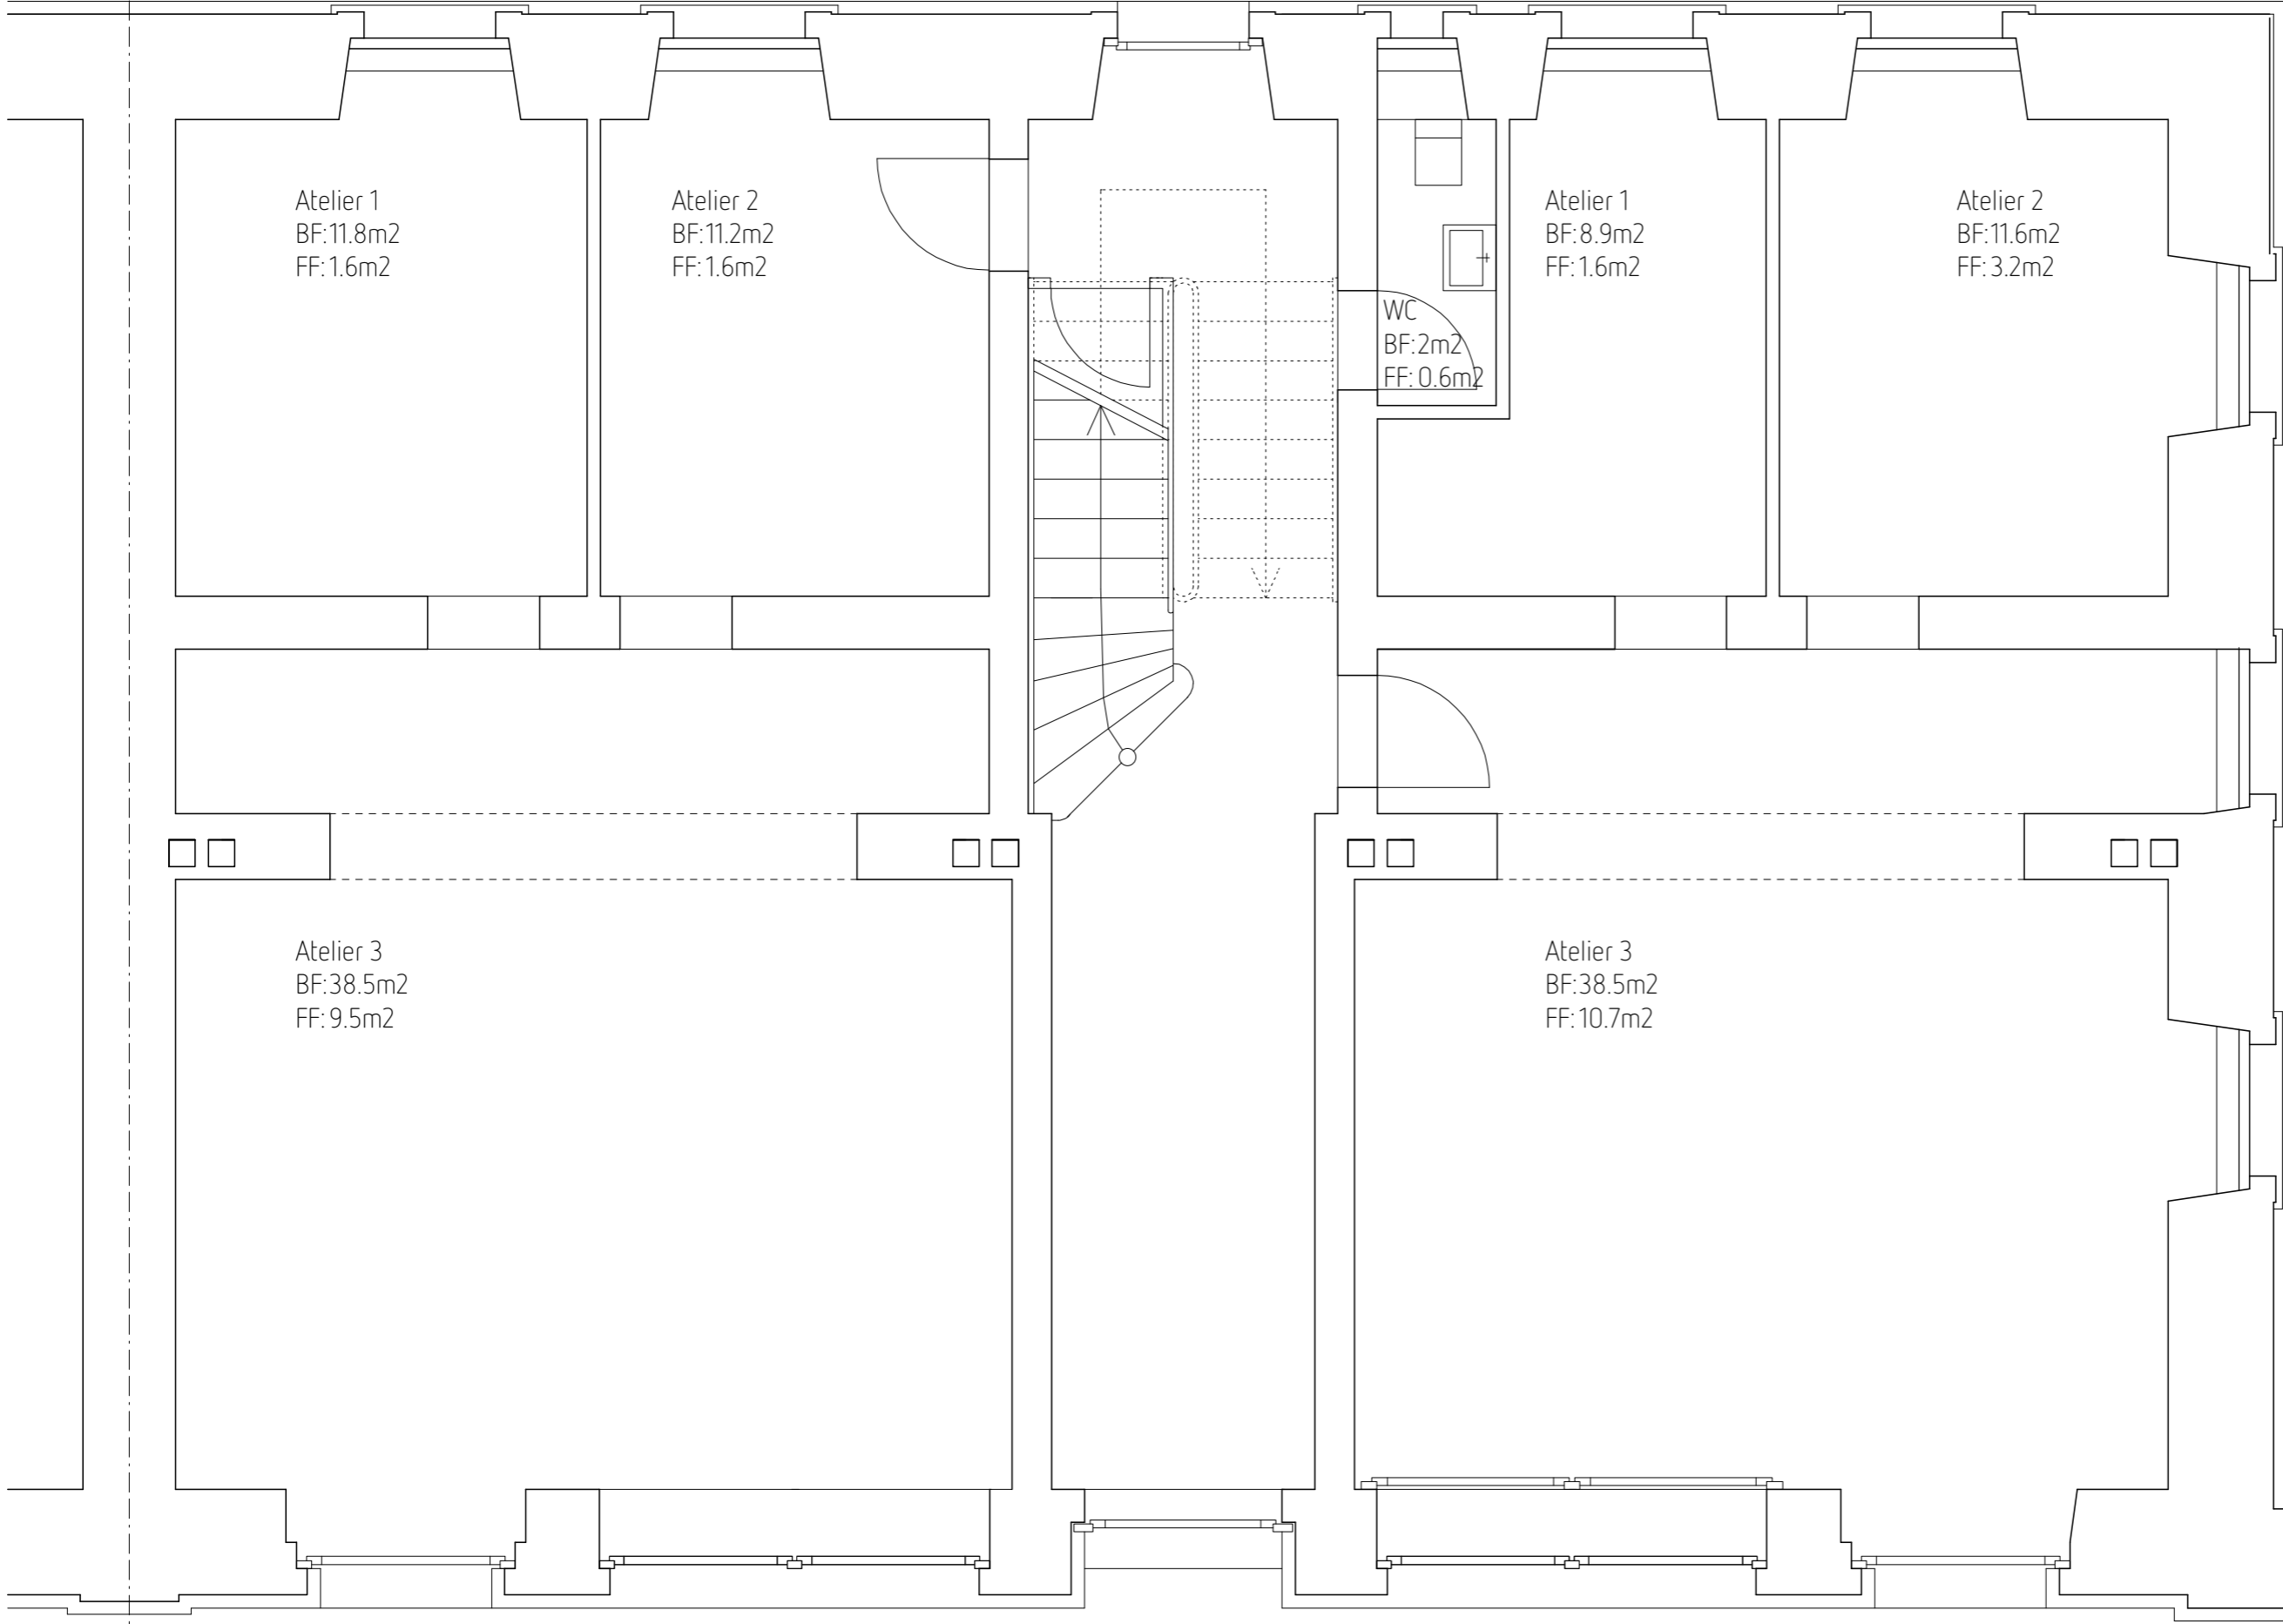 Atelier 1
BF:11.8m2
FF: 1.6m2
Atelier 2
BF:11.2m2
FF: 1.6m2
Atelier 1
BF:8.9m2
FF: 1.6m2
Atelier 2
BF:11.6m2
FF: 3.2m2
WC
BF:2m2
FF: 0.6m2
Atelier 3
BF:38.5m2
FF: 9.5m2
Atelier 3
BF:38.5m2
FF: 10.7m2